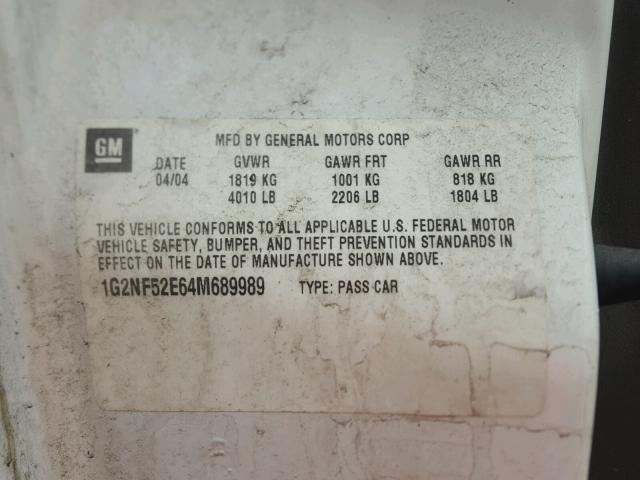 GM
MFD BY GENERAL MOTORS CORP
DATE GVWR GAWR FRT GAWR RR
04/04 1819 KG 1001 KG 818 KG
4010 LB 2206 LB 1804 LB
THIS VEHICLE CONFORMS TO ALL APPLICABLE U.S. FEDERAL MOTOR
VEHICLE SAFETY, BUMPER, AND THEFT PREVENTION STANDARDS IN
EFFECT ON THE DATE OF MANUFACTURE SHOWN ABOVE.
1G2NF52E64M689989 TYPE: PASS CAR